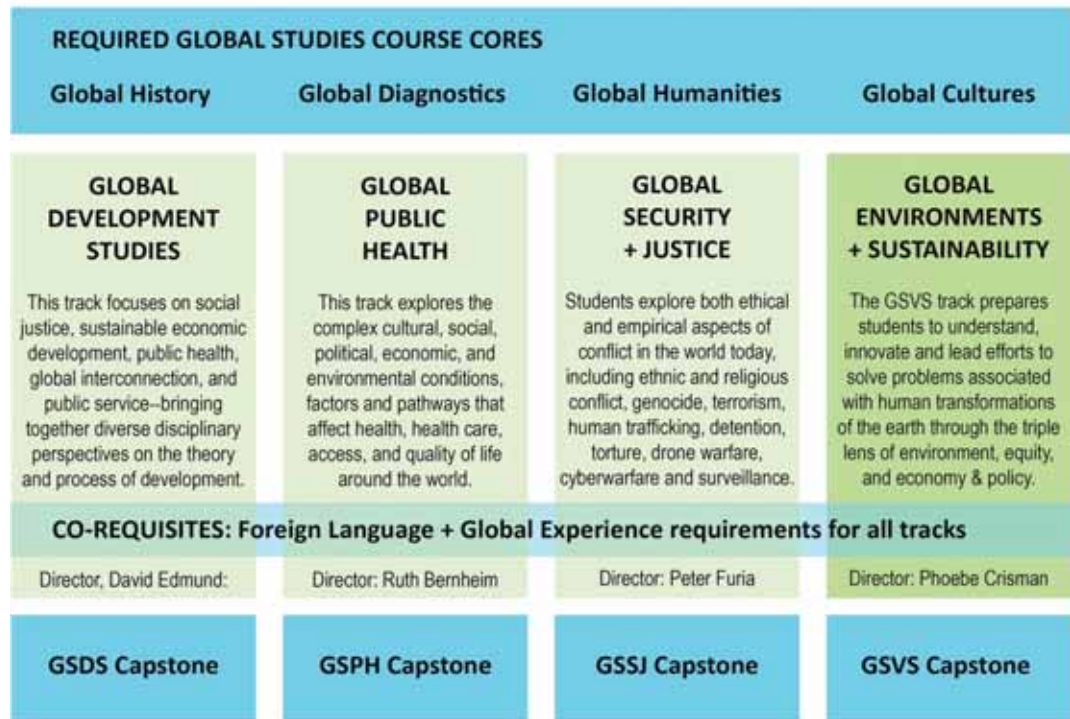 REQUIRED GLOBAL STUDIES COURSE CORES
Global History
Global Diagnostics
Global Humanities
Global Cultures
GLOBAL
DEVELOPMENT
STUDIES
This track focuses on social
justice, sustainable economic
development, public health,
global interconnection, and
public service--bringing
together diverse disciplinary
perspectives on the theory
and process of development.
GLOBAL
PUBLIC
HEALTH
This track explores the
complex cultural, social,
political, economic, and
environmental conditions,
factors and pathways that
affect health, health care,
access, and quality of life
around the world.
GLOBAL
SECURITY
+ JUSTICE
Students explore both ethical
and empirical aspects of
conflict in the world today,
including ethnic and religious
conflict, genocide, terrorism,
human trafficking, detention,
torture, drone warfare,
cyberwarfare and surveillance.
GLOBAL
ENVIRONMENTS
+ SUSTAINABILITY
The GSVS track prepares
students to understand,
innovate and lead efforts to
solve problems associated
with human transformations
of the earth through the triple
lens of environment, equity,
and economy & policy.
CO-REQUISITES: Foreign Language + Global Experience requirements for all tracks
Director, David Edmund:
Director: Ruth Bernheim
Director: Peter Furia
Director: Phoebe Crisman
GSDS Capstone
GSPH Capstone
GSSJ Capstone
GSVS Capstone